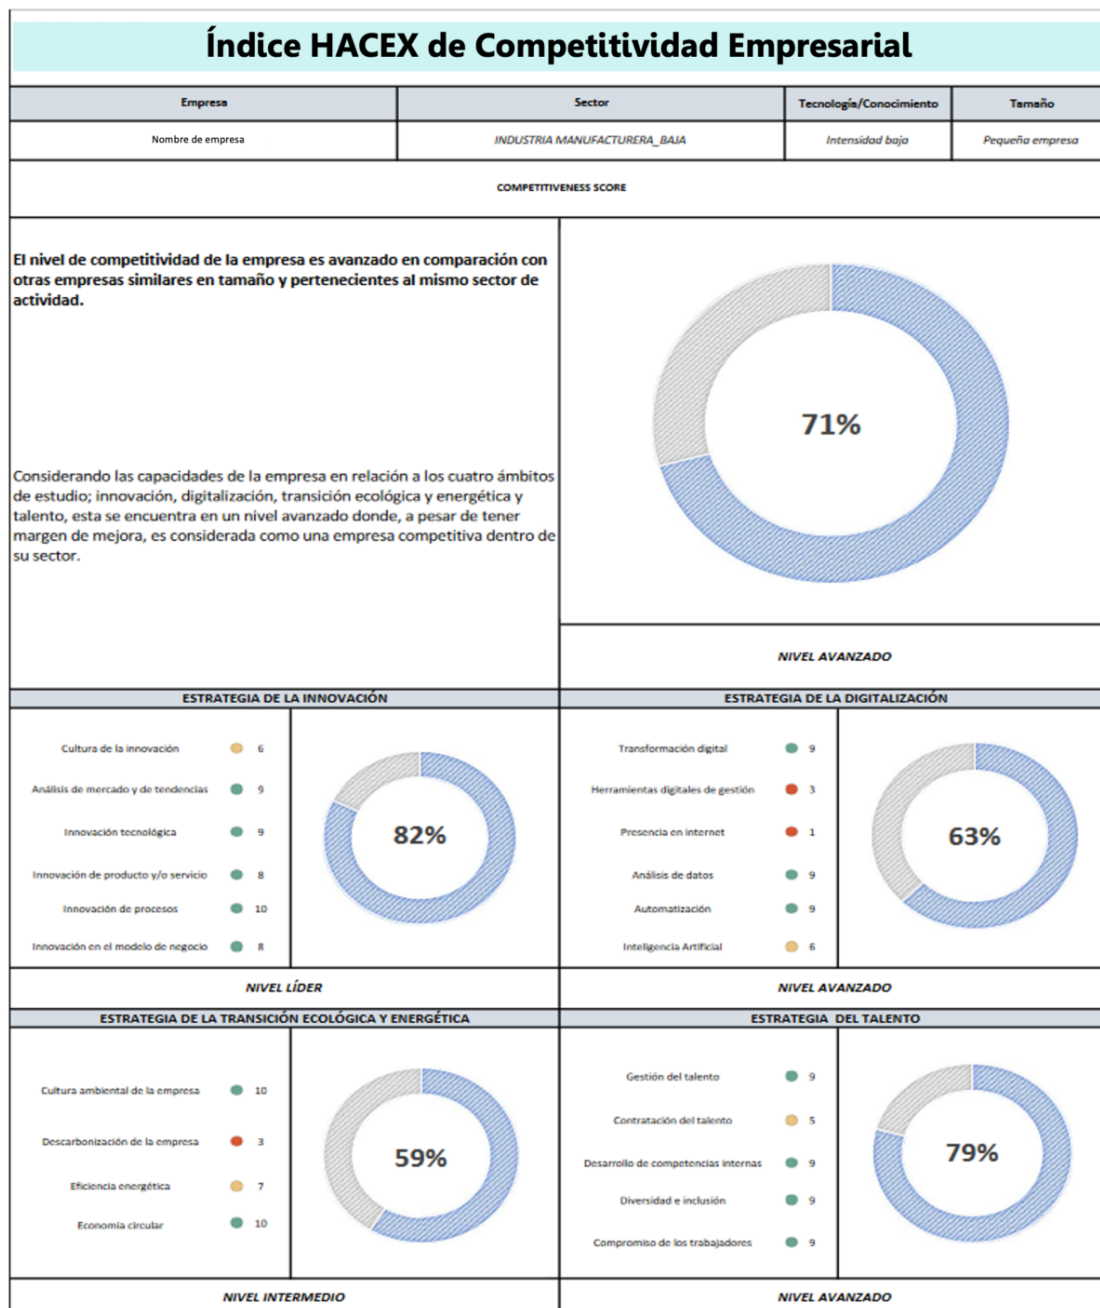 Índice HACEX de Competitividad Empresarial
Empresa Sector Tecnología/Conocimiento Tamaño
Nombre de empresa INDUSTRIA MANUFACTURERA_BAJA Intensidad baja Pequeña empresa
COMPETITIVENESS SCORE
El nivel de competitividad de la empresa es avanzado en comparación con
otras empresas similares en tamaño y pertenecientes al mismo sector de
actividad.
Considerando las capacidades de la empresa en relación a los cuatro ámbitos
de estudio; innovación, digitalización, transición ecológica y energética y
talento, esta se encuentra en un nivel avanzado donde, a pesar de tener
margen de mejora, es considerada como una empresa competitiva dentro de
su sector.
71%
NIVEL AVANZADO
ESTRATEGIA DE LA INNOVACIÓN
Cultura de la innovación 6
Análisis de mercado y de tendencias 9
Innovación tecnológica 9
Innovación de producto y/o servicio 8
Innovación de procesos 10
Innovación en el modelo de negocio 8
82%
NIVEL LÍDER
ESTRATEGIA DE LA DIGITALIZACIÓN
Transformación digital 9
Herramientas digitales de gestión 3
Presencia en internet 1
Análisis de datos 9
Automatización 9
Inteligencia Artificial 6
63%
NIVEL AVANZADO
ESTRATEGIA DE LA TRANSICIÓN ECOLÓGICA Y ENERGÉTICA
Cultura ambiental de la empresa 10
Descarbonización de la empresa 3
Eficiencia energética 7
Economía circular 10
59%
NIVEL INTERMEDIO
ESTRATEGIA DEL TALENTO
Gestión del talento 9
Contratación del talento 5
Desarrollo de competencias internas 9
Diversidad e inclusión 9
Compromiso de los trabajadores 9
79%
NIVEL AVANZADO